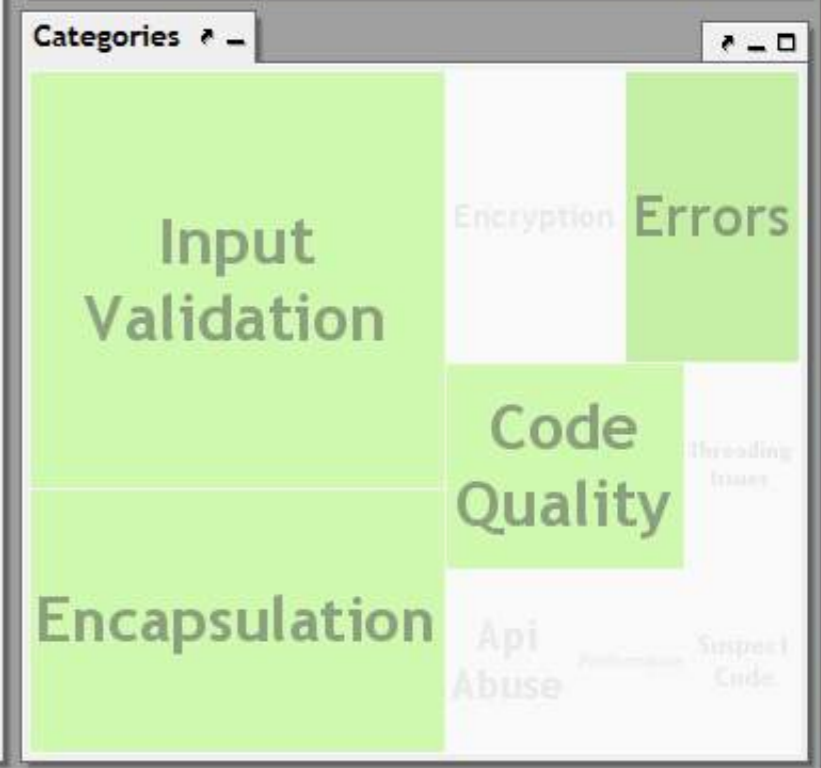 Categories
Input
Validation
Encryption
Errors
Code
Quality
Threading
Issues
Encapsulation
Api
Abuse
Performance
Suspect
Code